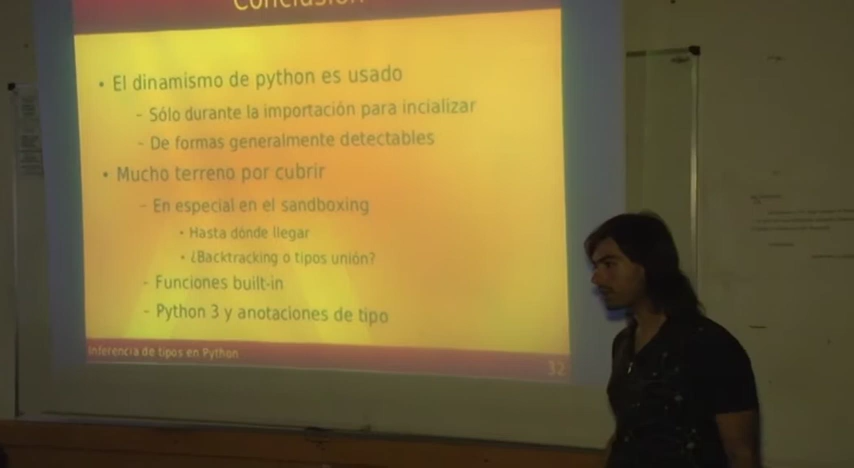 Conclusión
• El dinamismo de python es usado
– Sólo durante la importación para incializar
– De formas generalmente detectables
• Mucho terreno por cubrir
– En especial en el sandboxing
• Hasta dónde llegar
• ¿Backtracking o tipos unión?
– Funciones built-in
– Python 3 y anotaciones de tipo
Inferencia de tipos en Python
32